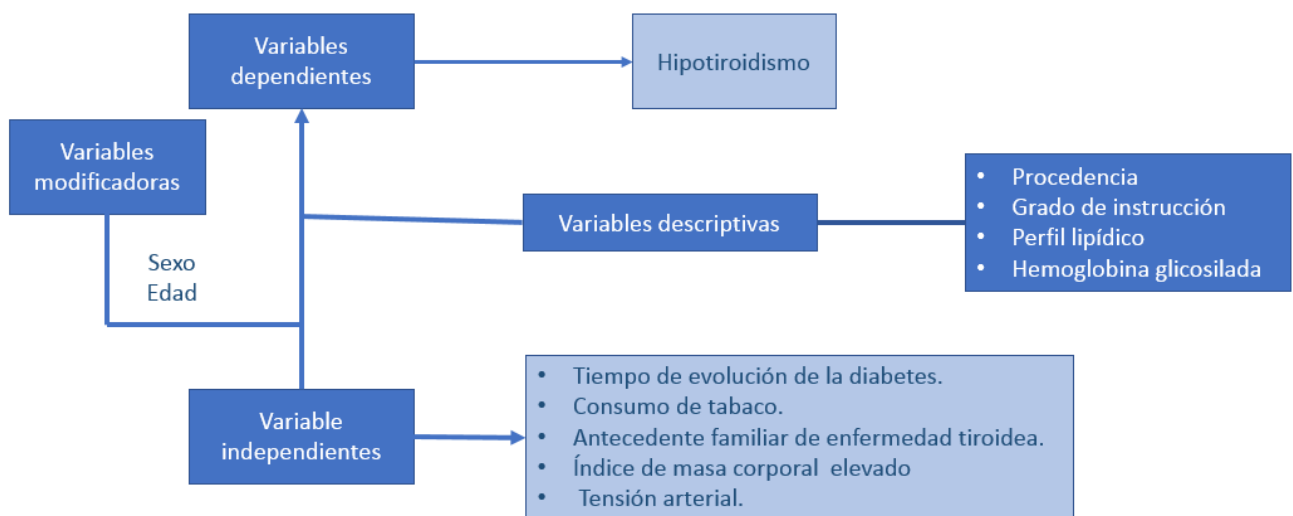 Variables
dependientes
Hipotiroidismo
Variables
modificadoras
• Procedencia
• Grado de instrucción
• Perfil lipídico
• Hemoglobina glicosilada
Variables descriptivas
Sexo
Edad
Variable
independientes
• Tiempo de evolución de la diabetes.
• Consumo de tabaco.
• Antecedente familiar de enfermedad tiroidea.
• Índice de masa corporal elevado
• Tensión arterial.